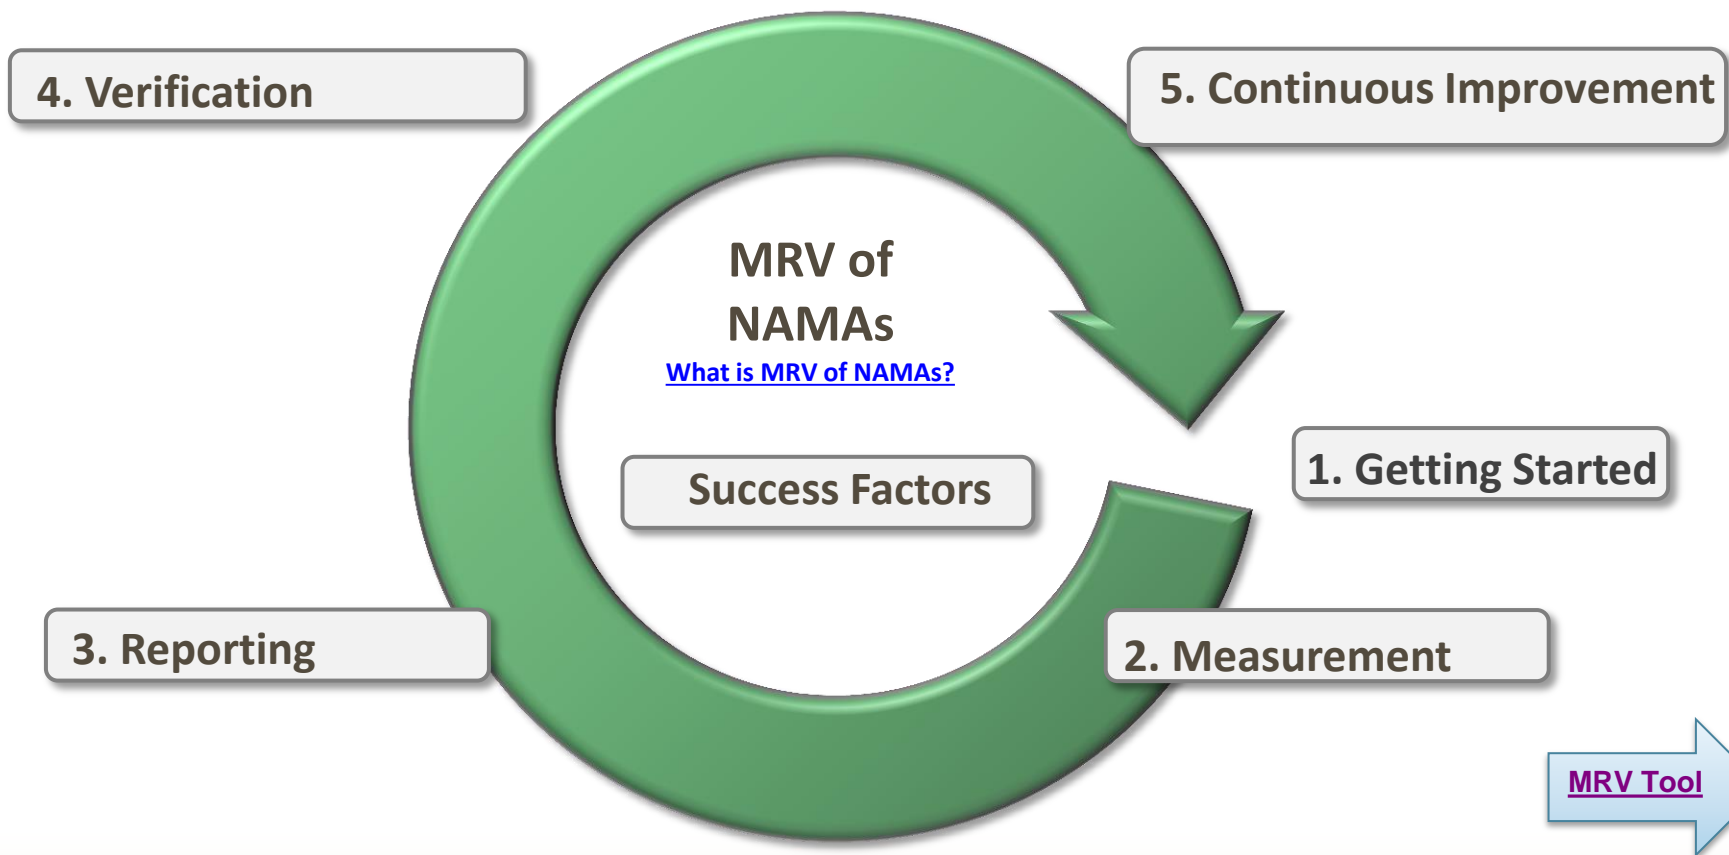 4. Verification
5. Continuous Improvement
MRV of
NAMAs
What is MRV of NAMAs?
Success Factors
1. Getting Started
3. Reporting
2. Measurement
MRV Tool